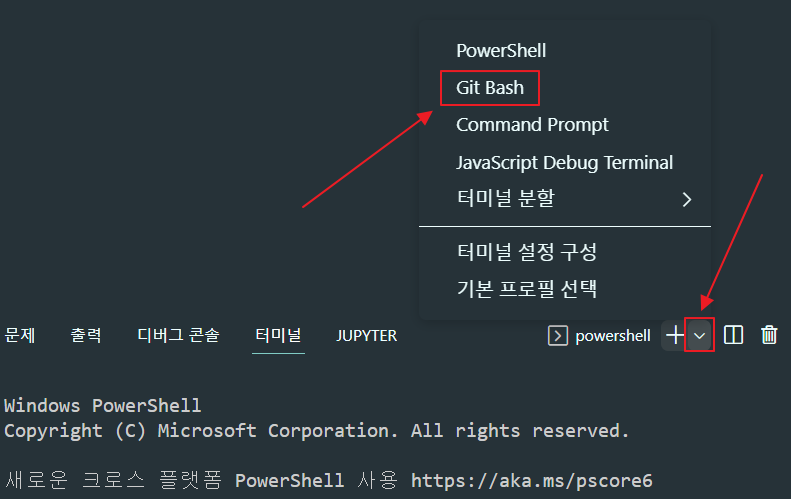 PowerShell
Git Bash
Command Prompt
JavaScript Debug Terminal
터미널 분할
터미널 설정 구성
기본 프로필 선택
문제 출력 디버그 콘솔 터미널 JUPYTER powershell
Windows PowerShell
Copyright (C) Microsoft Corporation. All rights reserved.
새로운 크로스 플랫폼 PowerShell 사용 https://aka.ms/pscore6